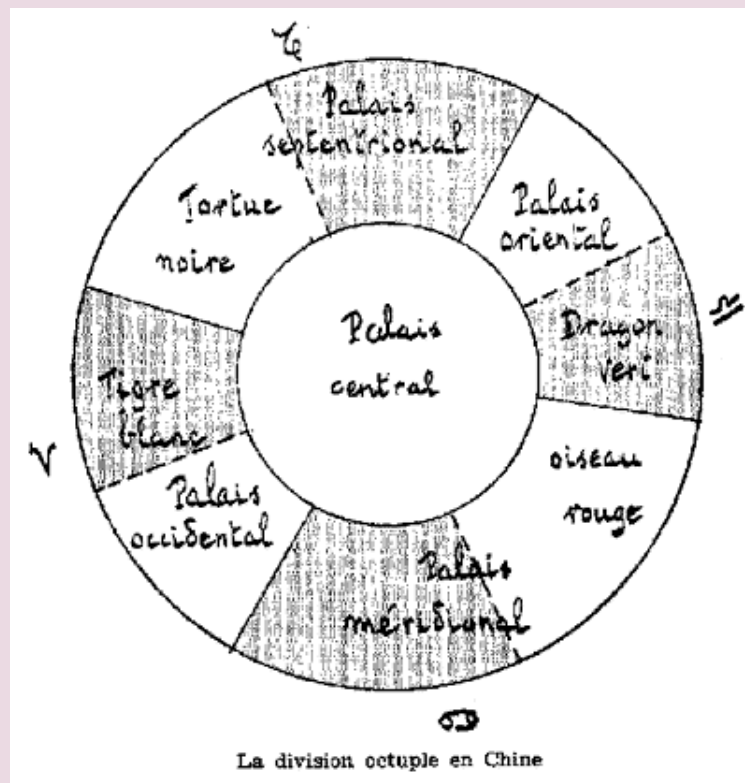 Palais
septentrional
Palais
oriental
Dragon
vert
oiseau
rouge
Palais
méridional
Palais
occidental
Tigre
blanc
Tortue
noire
Palais
central
La division octuple en Chine